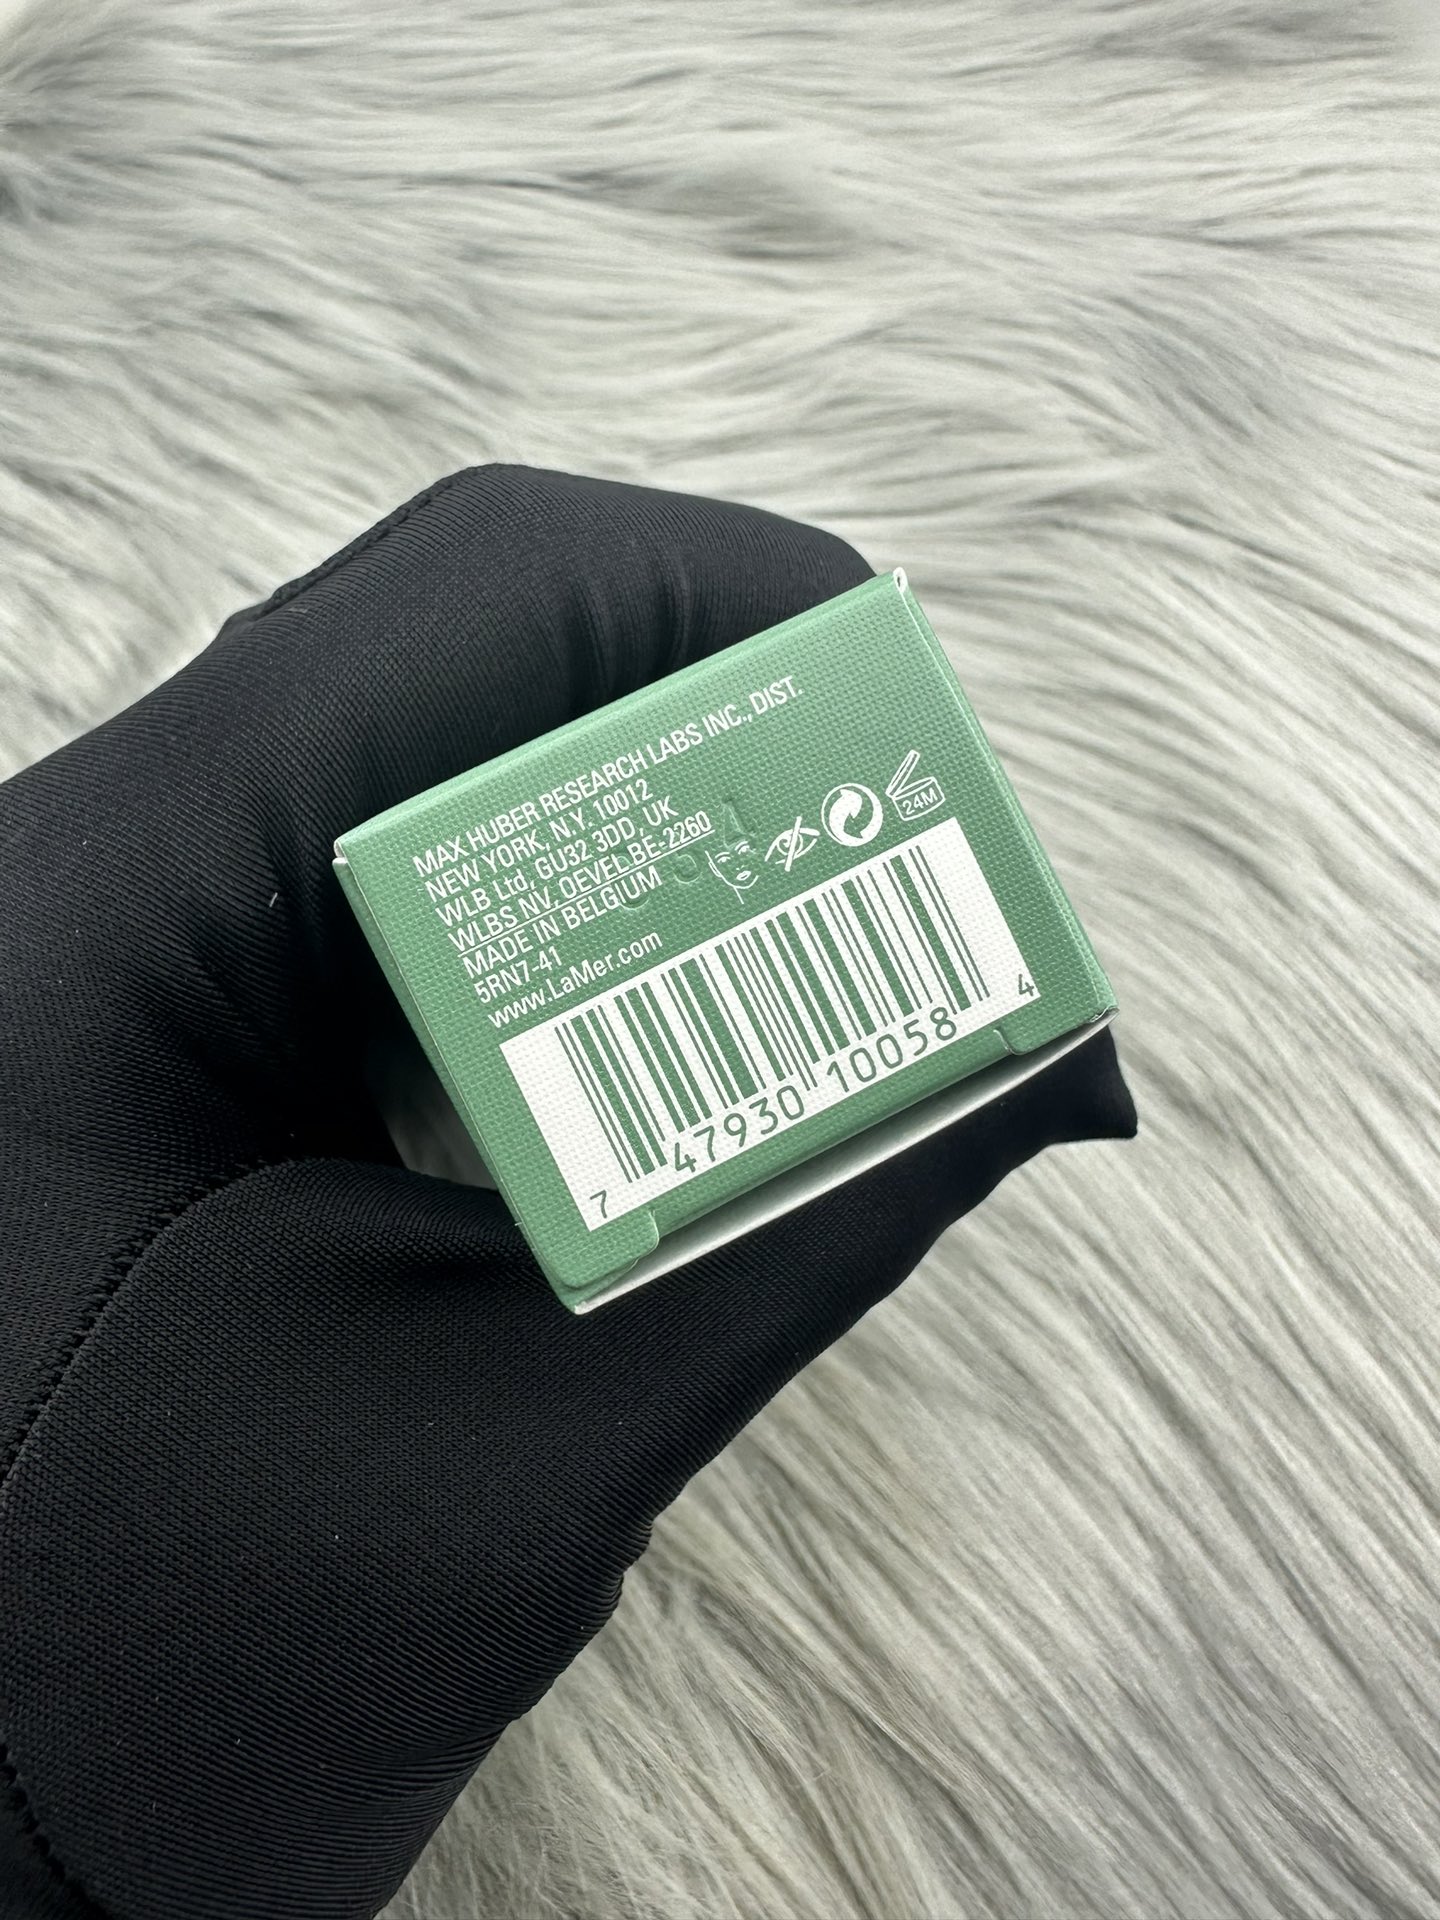 MAX HUBER RESEARCH LABS INC., DIST.
NEW YORK, N.Y. 10012
WLB Ltd, GU32 3DD, UK
WLBS NV, OEVEL BE-2260
MADE IN BELGIUM
5RN7-41
www.LaMer.com
24M
7 47930 10058 4